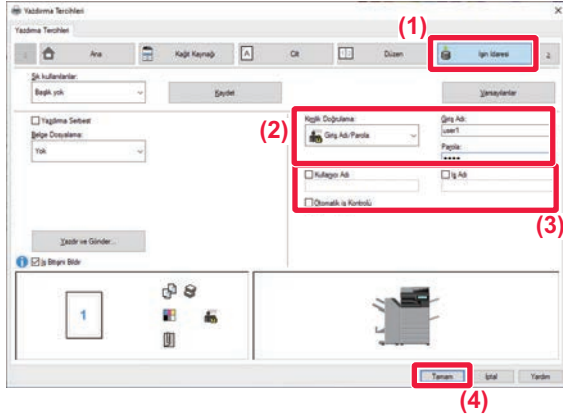 Yazdırma Tercihleri
Yazdırma Tercihleri
(1)
Ana
Kağıt Kaynağı
A
Cilt
Düzen
İşin İdaresi
Sık kullanılanlar:
Başlık yok
Kaydet
Varsayılanlar
Yazdırma Serbest
Belge Dosyalama:
Yok
(2)
Kimlik Doğrulama:
Giriş Adı/Parola
Giriş Adı:
user1
Parola:
••••
Kullanıcı Adı
İş Adı
Otomatik iş Kontrolü
(3)
Yazdır ve Gönder...
İş Bitişini Bildir
1
Tamam
İptal
Yardım
(4)